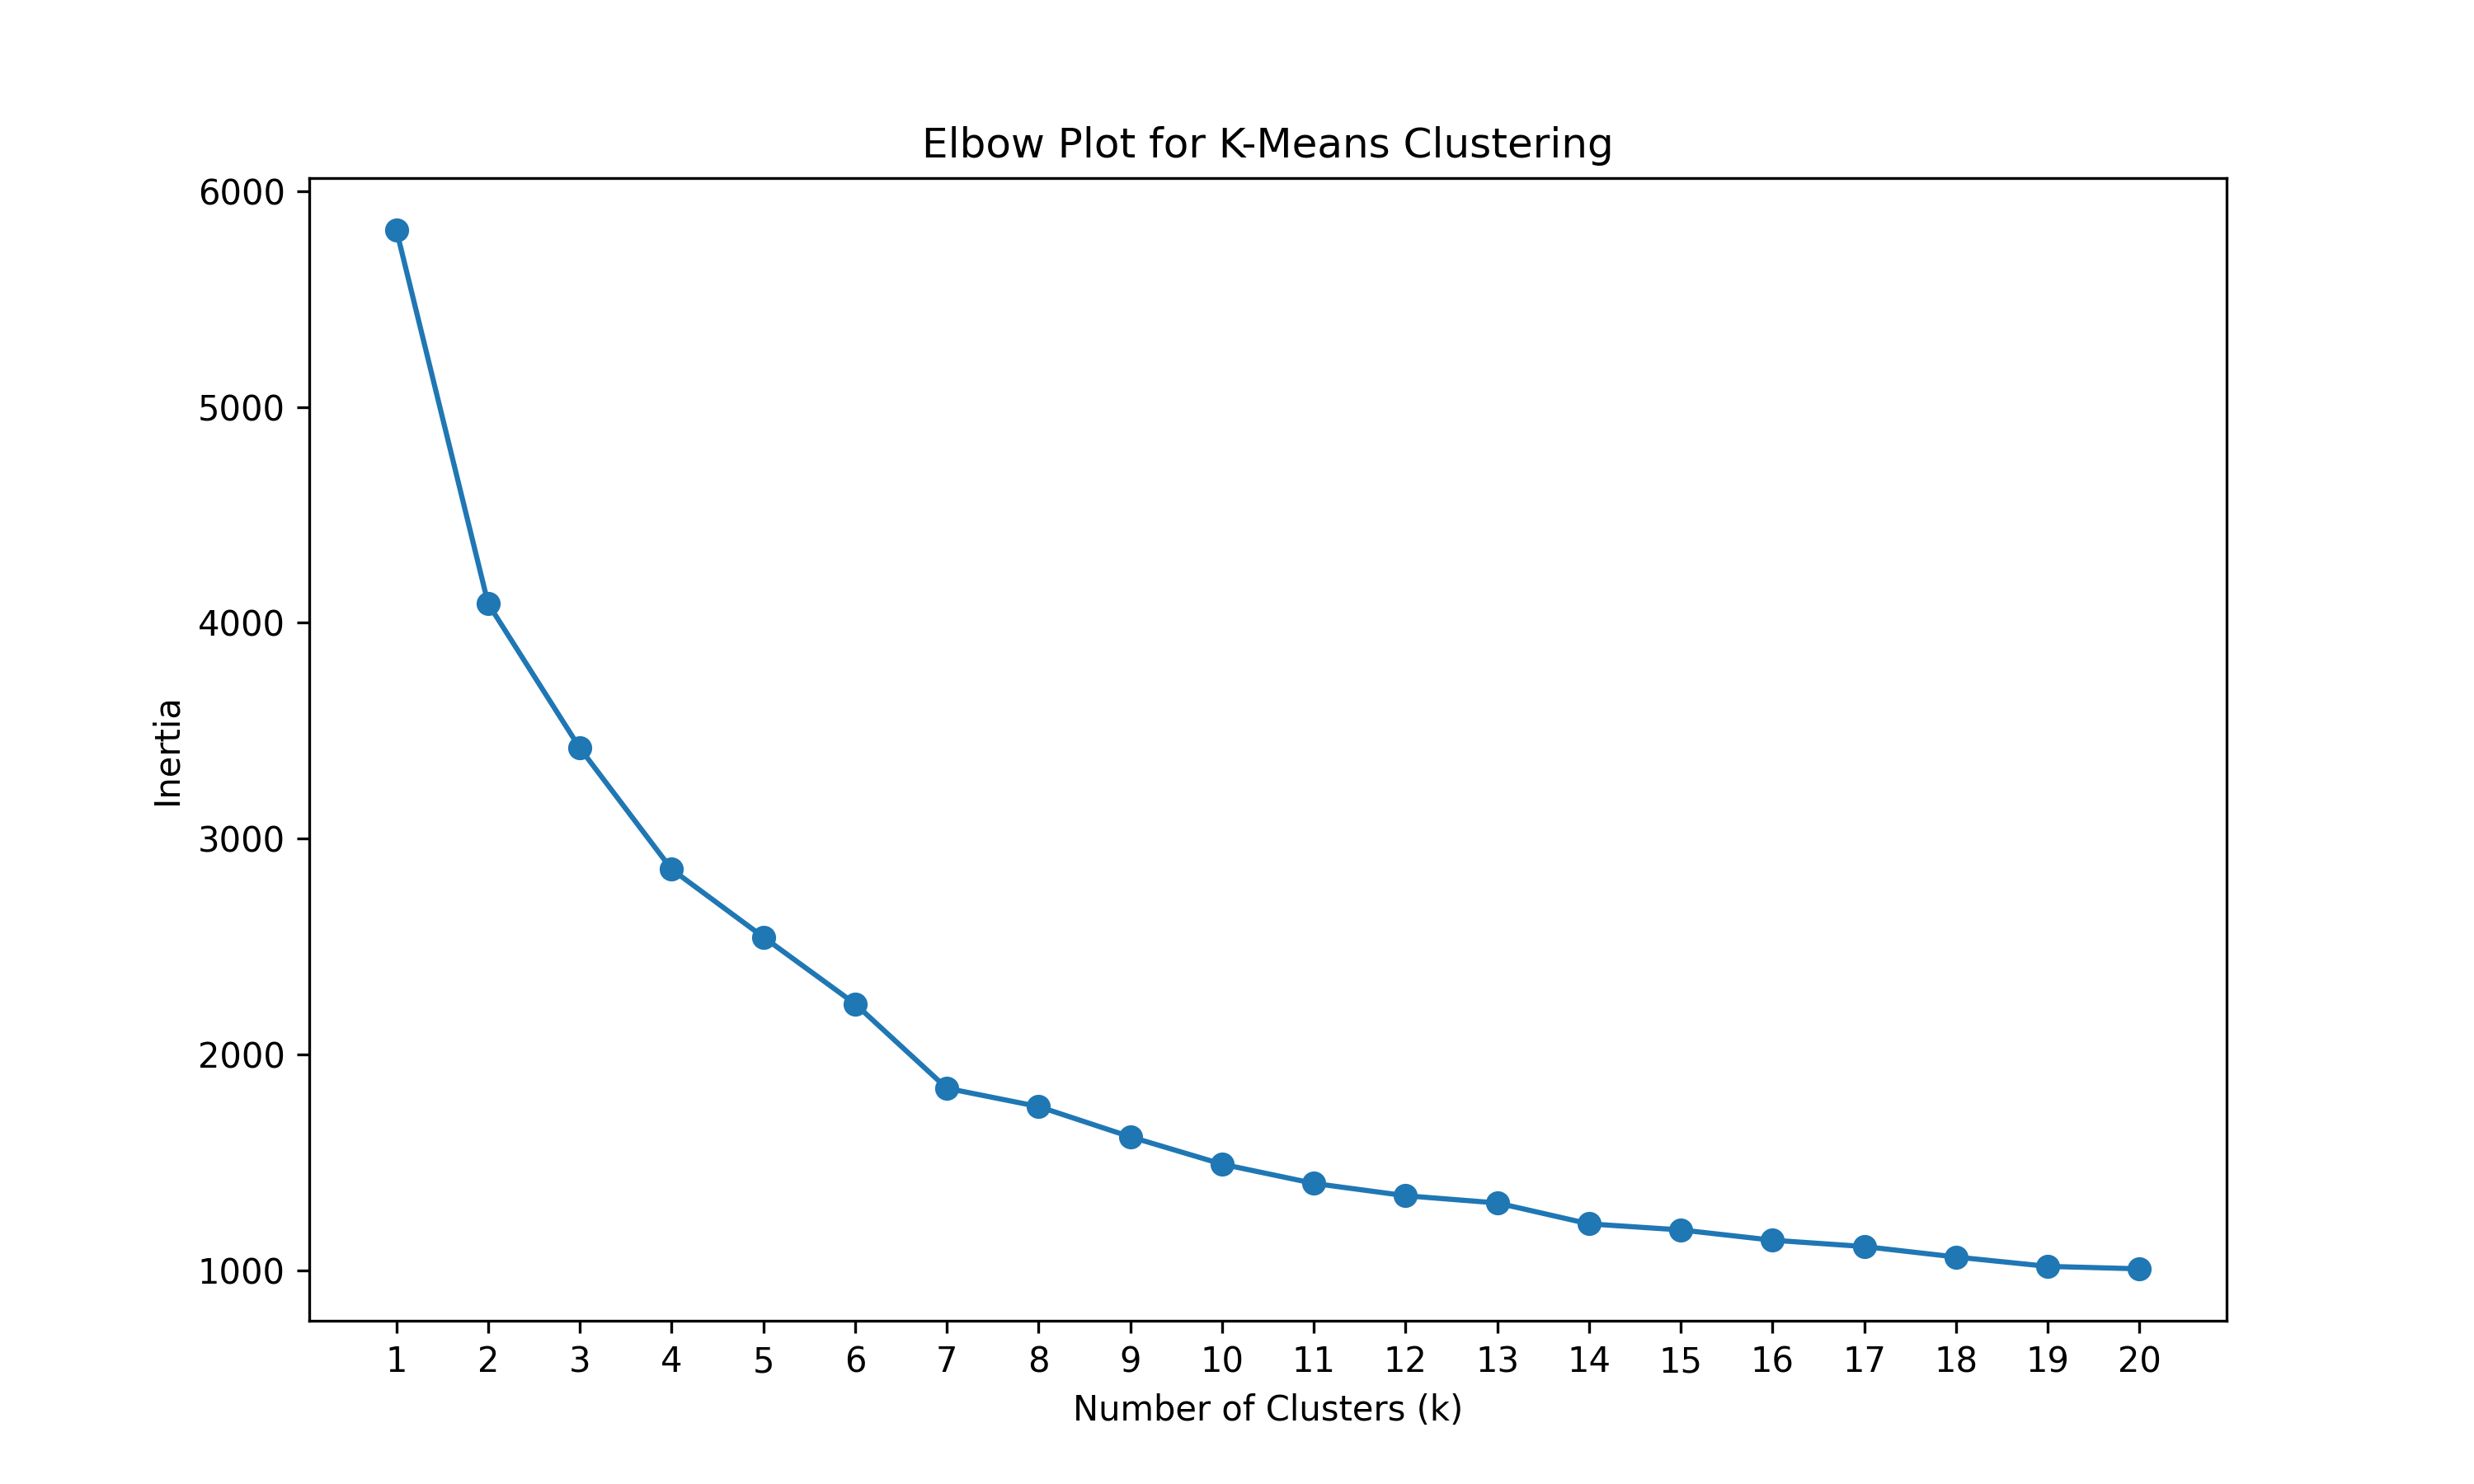 Elbow Plot for K-Means Clustering
6000
5000
4000
3000
2000
1000
Inertia
1 2 3 4 5 6 7 8 9 10 11 12 13 14 15 16 17 18 19 20
Number of Clusters (k)